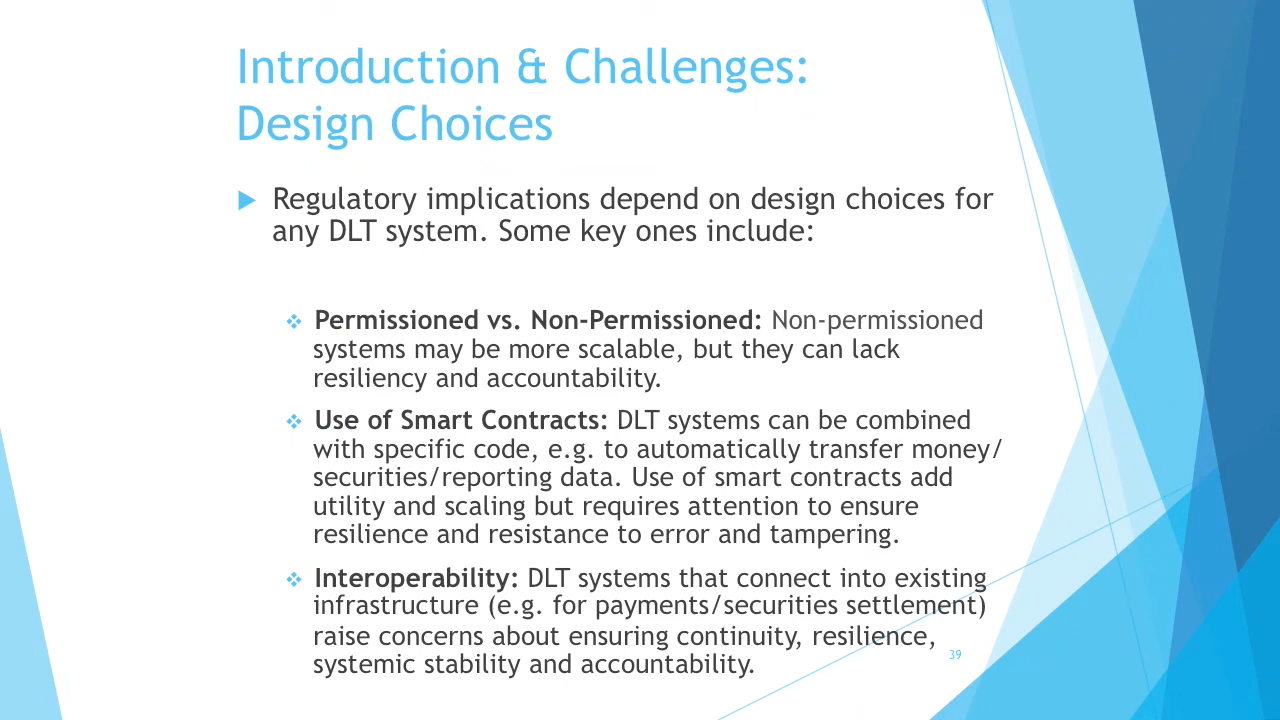 Introduction & Challenges:
Design Choices
Regulatory implications depend on design choices for
any DLT system. Some key ones include:
Permissioned vs. Non-Permissioned: Non-permissioned
systems may be more scalable, but they can lack
resiliency and accountability.
Use of Smart Contracts: DLT systems can be combined
with specific code, e.g. to automatically transfer money/
securities/reporting data. Use of smart contracts add
utility and scaling but requires attention to ensure
resilience and resistance to error and tampering.
Interoperability: DLT systems that connect into existing
infrastructure (e.g. for payments/securities settlement)
raise concerns about ensuring continuity, resilience,
systemic stability and accountability.
39